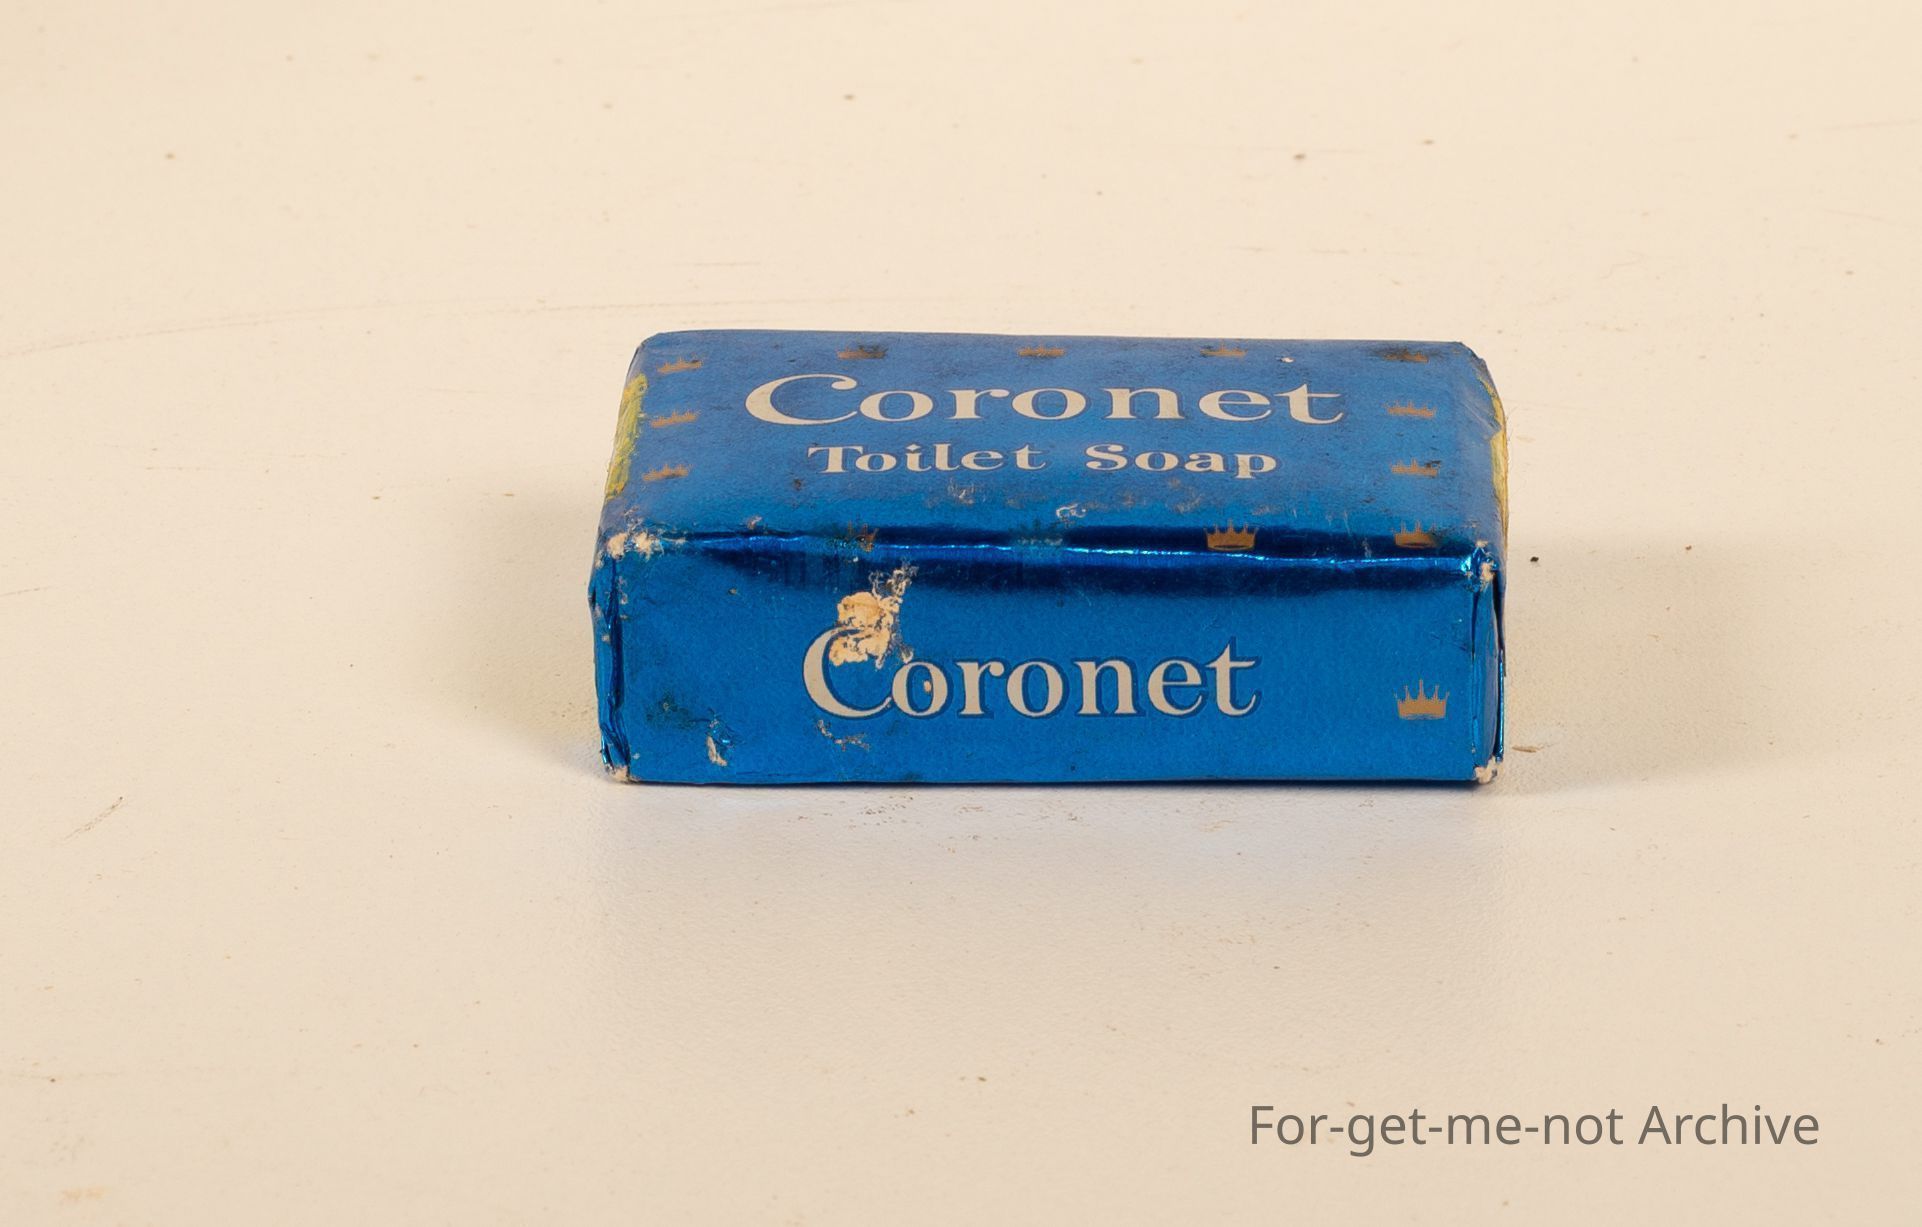 Coronet
Toilet Soap
Coronet
For-get-me-not Archive